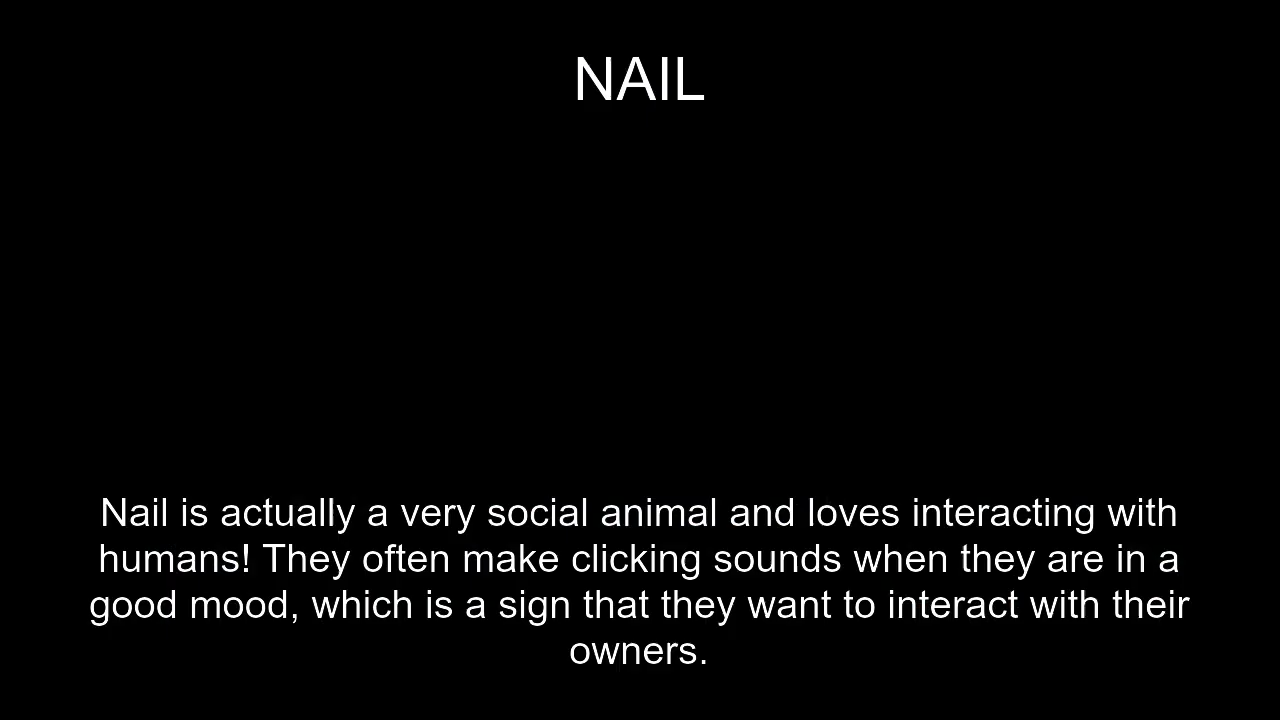 NAIL
Nail is actually a very social animal and loves interacting with
humans! They often make clicking sounds when they are in a
good mood, which is a sign that they want to interact with their
owners.